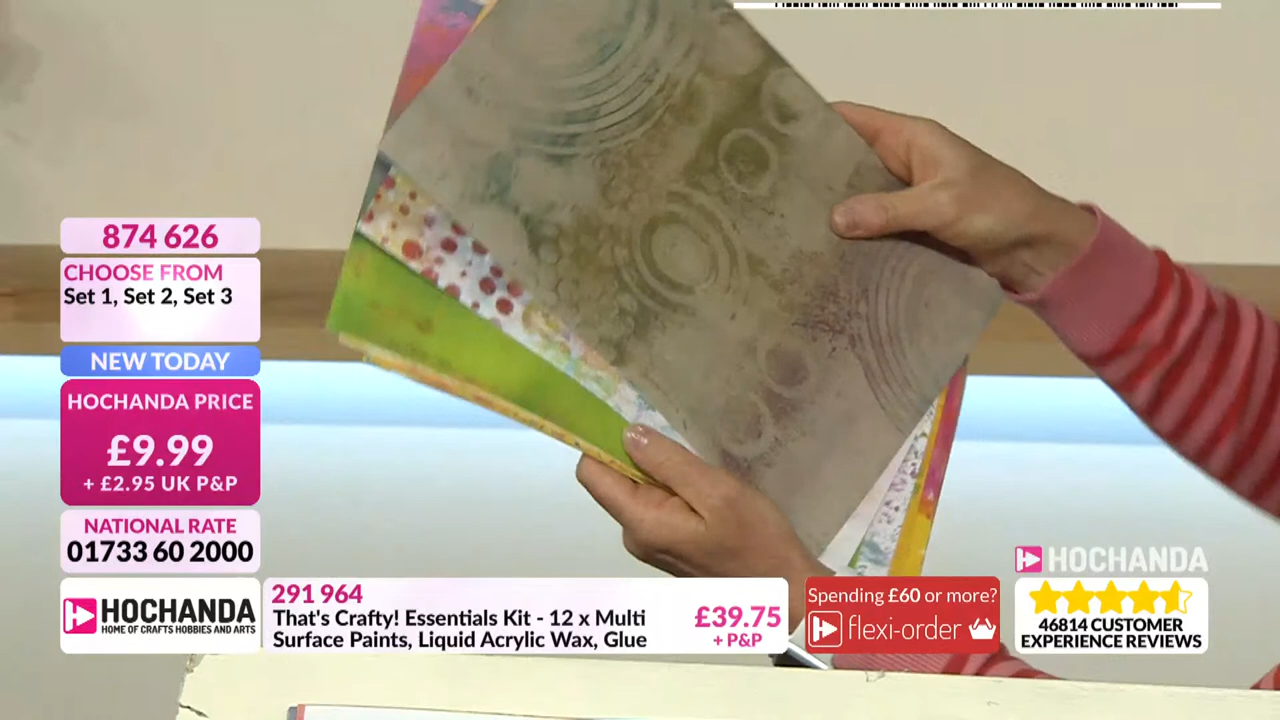 874 626
CHOOSE FROM
Set 1, Set 2, Set 3
NEW TODAY
HOCHANDA PRICE
£9.99
+ £2.95 UK P&P
NATIONAL RATE
01733 60 2000
HOCHANDA
HOME OF CRAFTS HOBBIES AND ARTS
291 964
That's Crafty! Essentials Kit - 12 x Multi
Surface Paints, Liquid Acrylic Wax, Glue
£39.75
+ P&P
Spending £60 or more?
flexi-order
HOCHANDA
46814 CUSTOMER
EXPERIENCE REVIEWS